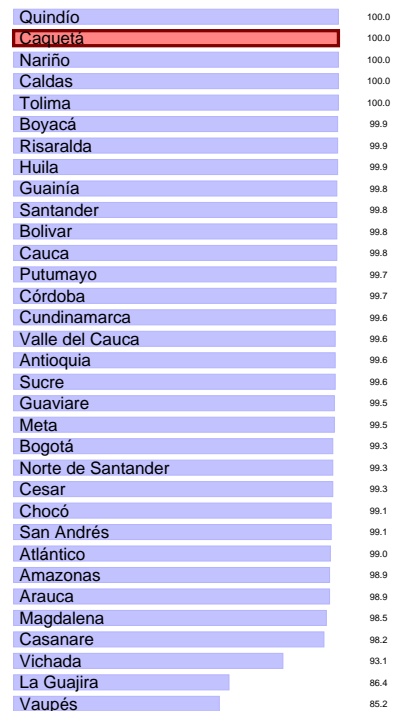 Quindío 100.0
Caquetá 100.0
Nariño 100.0
Caldas 100.0
Tolima 100.0
Boyacá 99.9
Risaralda 99.9
Huila 99.9
Guainía 99.8
Santander 99.8
Bolivar 99.8
Cauca 99.8
Putumayo 99.7
Córdoba 99.7
Cundinamarca 99.6
Valle del Cauca 99.6
Antioquia 99.6
Sucre 99.6
Guaviare 99.5
Meta 99.5
Bogotá 99.3
Norte de Santander 99.3
Cesar 99.3
Chocó 99.1
San Andrés 99.1
Atlántico 99.0
Amazonas 98.9
Arauca 98.9
Magdalena 98.5
Casanare 98.2
Vichada 93.1
La Guajira 86.4
Vaupés 85.2